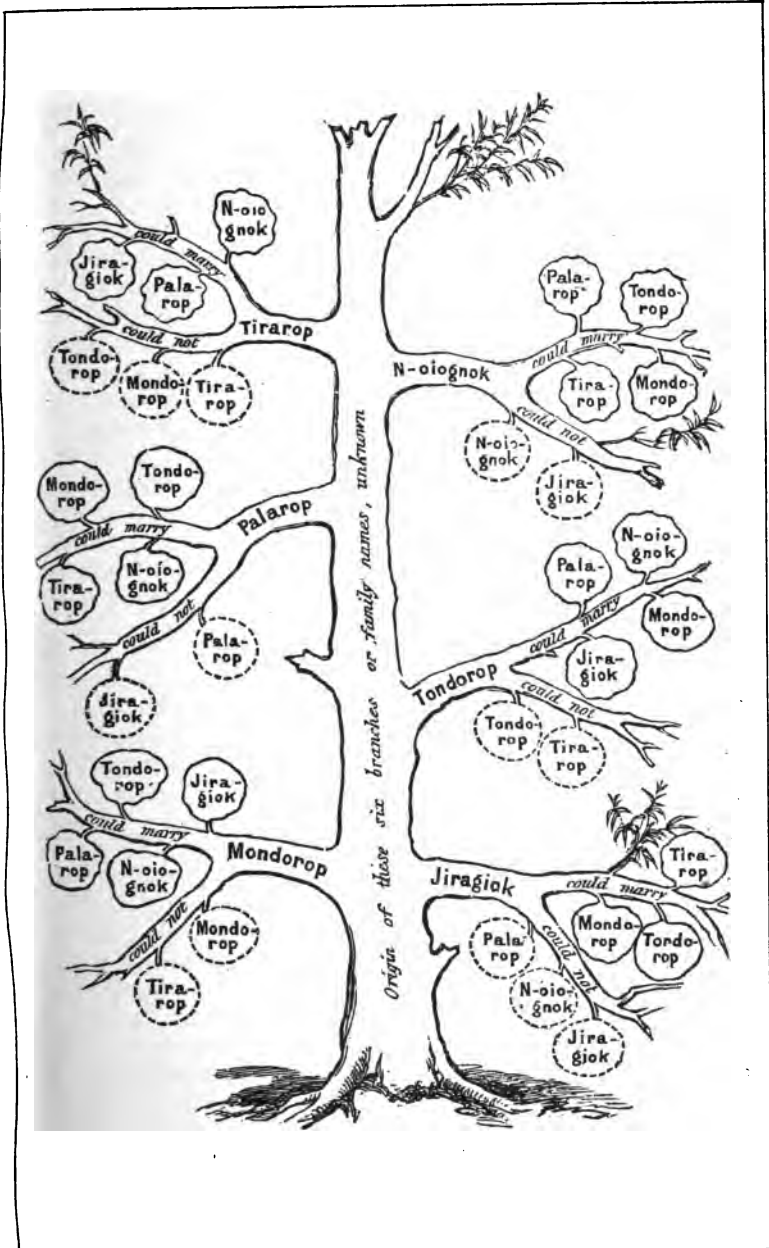 N-oio
gnok
could marry
Jira-
giok
Pala-
rop
Tirarop
could not
Tondo-
rop
Mondo
rop
Tira-
rop
Pala-
rop
Tondo-
rop
could marry
N-oiognok
Tira-
rop
Mondo-
rop
could not
N-oio-
gnok
Jira-
giok
Mondo-
rop
Tondo-
rop
Palarop
could marry
Tira-
rop
N-oio-
gnok
could not
Pala-
rop
Jira-
giok
N-oio-
gnok
Pala-
rop
could marry
Mondo-
rop
Jira-
giok
Tondorop
could not
Tondo-
rop
Tira-
rop
Tondo-
rop
Jira-
giok
could marry
Mondorop
Pala-
rop
N-oio-
gnok
could not
Mondo-
rop
Tira-
rop
Tira-
rop
Jiragiok
could marry
Mondo-
rop
Tordo-
rop
could not
Pala
rop
N-oio-
gnok
Jira-
giok
Origin of these six branches or family names, unknown